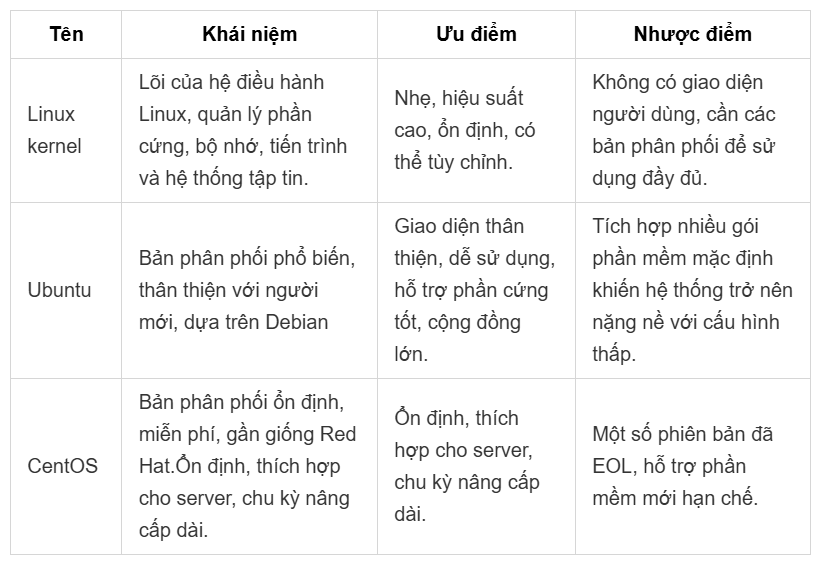 Tên
Khái niệm
Ưu điểm
Nhược điểm
Linux
kernel
Lõi của hệ điều hành
Linux, quản lý phần
cứng, bộ nhớ, tiến trình
và hệ thống tập tin.
Nhẹ, hiệu suất
cao, ổn định, có
thể tùy chỉnh.
Không có giao diện
người dùng, cần các
bản phân phối để sử
dụng đầy đủ.
Ubuntu
Bản phân phối phổ biến,
thân thiện với người
mới, dựa trên Debian
Giao diện thân
thiện, dễ sử dụng,
hỗ trợ phần cứng
tốt, cộng đồng
lớn.
Tích hợp nhiều gói
phần mềm mặc định
khiến hệ thống trở nên
nặng nề với cấu hình
thấp.
CentOS
Bản phân phối ổn định,
miễn phí, gần giống Red
Hat.Ổn định, thích hợp
cho server, chu kỳ nâng
cấp dài.
Ổn định, thích
hợp cho server,
chu kỳ nâng cấp
dài.
Một số phiên bản đã
EOL, hỗ trợ phần
mềm mới hạn chế.